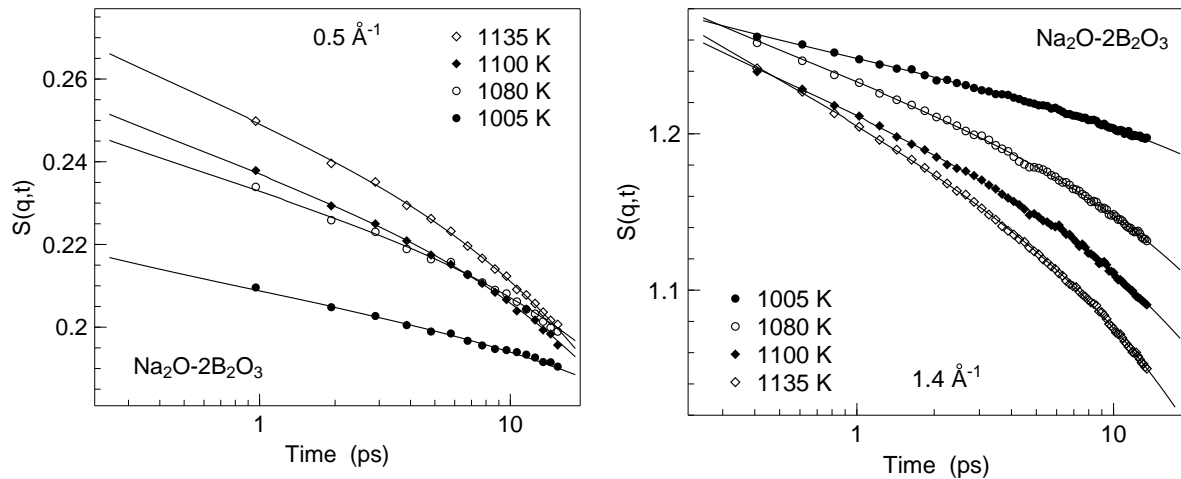 0.5 Å⁻¹
1135 K
1100 K
1080 K
1005 K
0.26
0.24
0.22
0.2
S(q,t)
Na₂O-2B₂O₃
1
10
Time (ps)
Na₂O-2B₂O₃
1.2
1.1
S(q,t)
1005 K
1080 K
1100 K
1135 K
1.4 Å⁻¹
1
10
Time (ps)